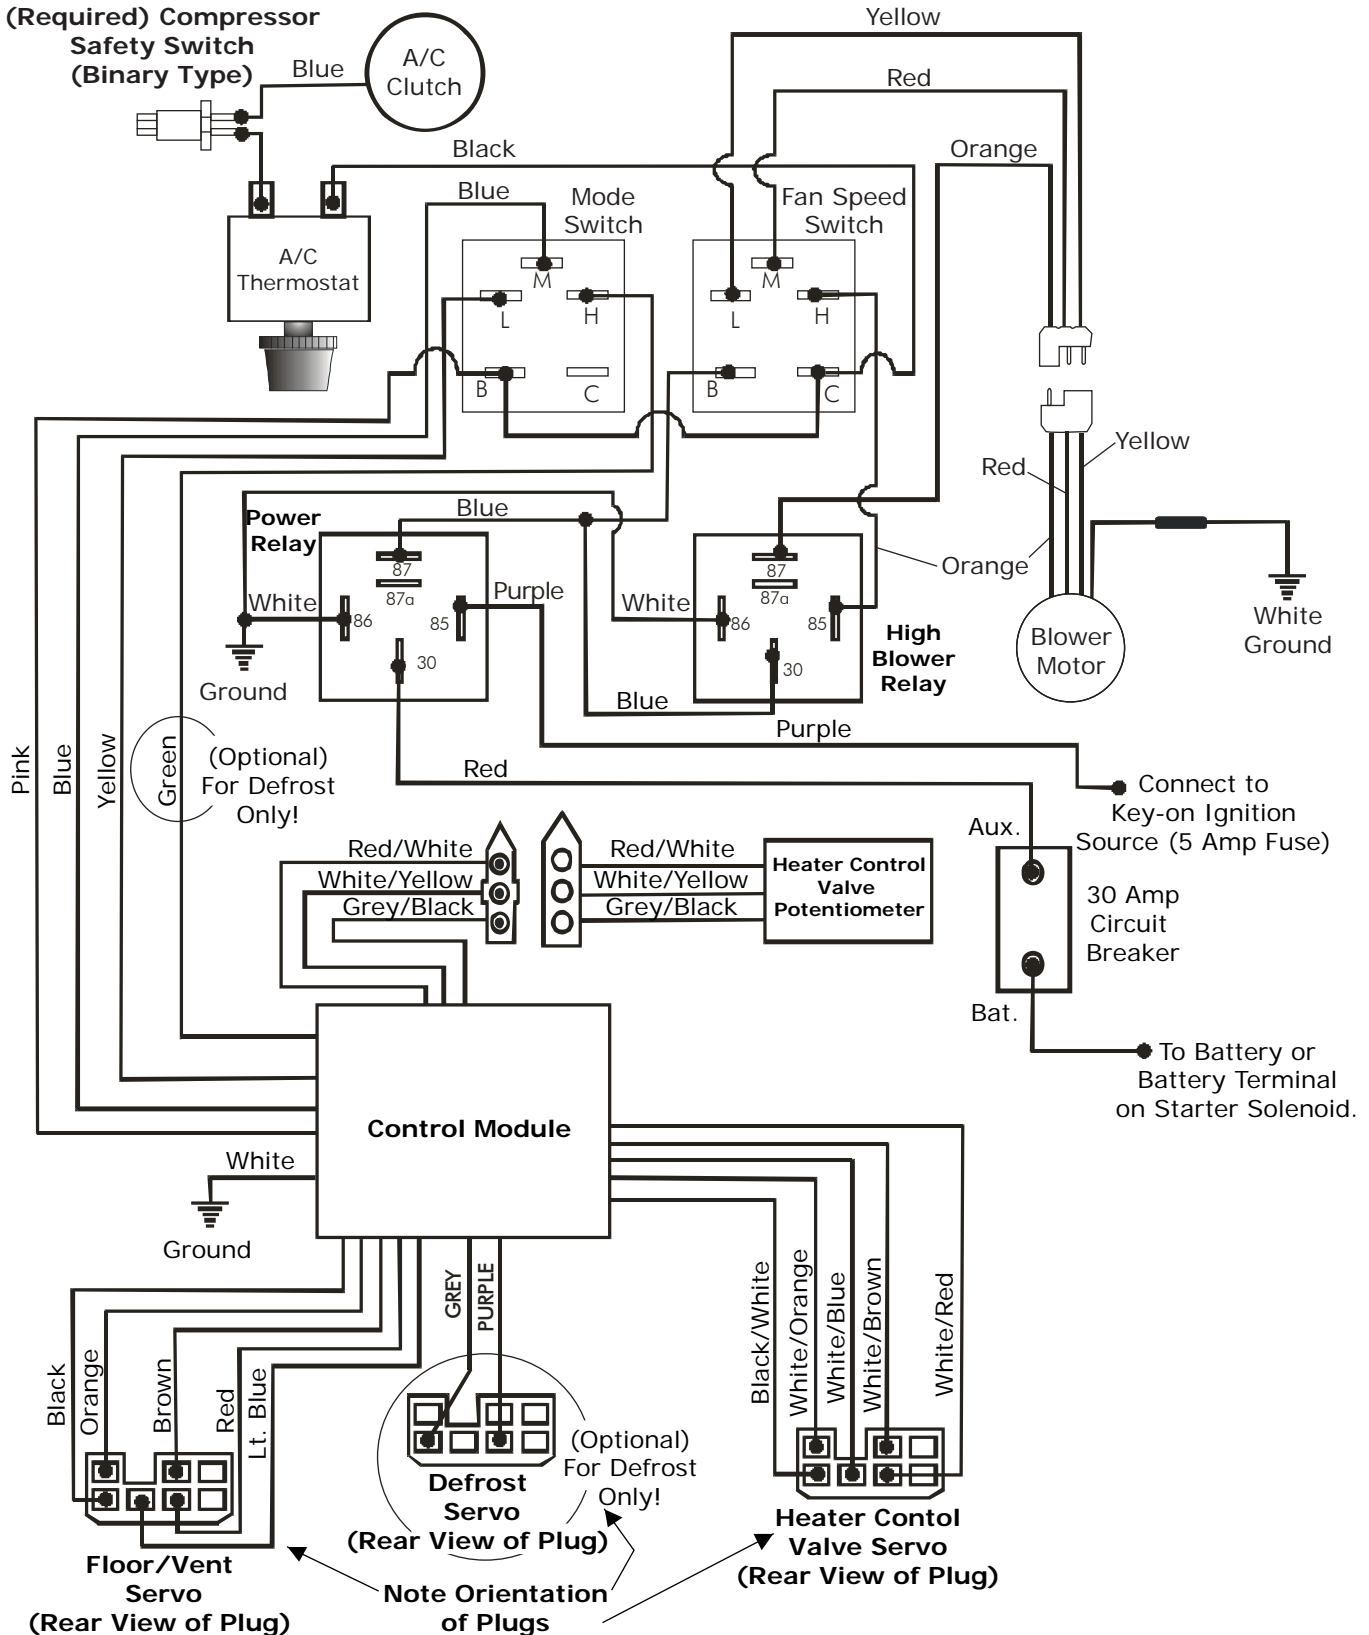 (Required) Compressor
Safety Switch
(Binary Type)
Blue
A/C
Clutch
Yellow
Red
Orange
Black
Blue
Mode
Switch
Fan Speed
Switch
A/C
Thermostat
M
L
H
B
C
M
L
H
B
C
Yellow
Red
Orange
Blower
Motor
White
Ground
Power
Relay
Blue
87
87a
86
85
30
White
Purple
Ground
White
87
87a
86
85
30
High
Blower
Relay
Blue
Purple
Red
Pink
Blue
Yellow
Green
(Optional)
For Defrost
Only!
Connect to
Key-on Ignition
Source (5 Amp Fuse)
Aux.
30 Amp
Circuit
Breaker
Bat.
To Battery or
Battery Terminal
on Starter Solenoid.
Red/White
White/Yellow
Grey/Black
Red/White
White/Yellow
Grey/Black
Heater Control
Valve
Potentiometer
Control Module
White
Ground
Black
Orange
Brown
Red
Lt. Blue
GREY
PURPLE
Black/White
White/Orange
White/Blue
White/Brown
White/Red
Floor/Vent
Servo
(Rear View of Plug)
Defrost
Servo
(Rear View of Plug)
(Optional)
For Defrost
Only!
Heater Contol
Valve Servo
(Rear View of Plug)
Note Orientation
of Plugs